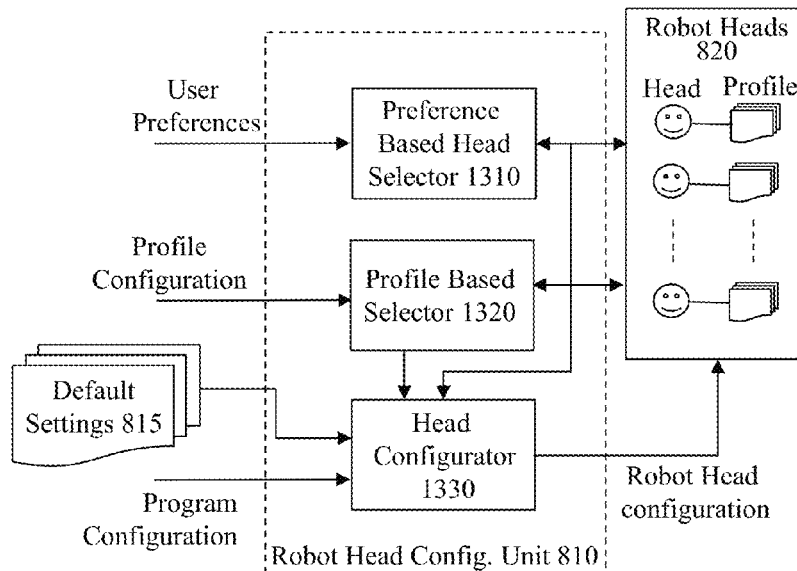 Robot Heads
820
Head
Profile
User
Preferences
Preference
Based Head
Selector 1310
Profile
Configuration
Profile Based
Selector 1320
Default
Settings 815
Head
Configurator
1330
Program
Configuration
Robot Head
configuration
Robot Head Config. Unit 810